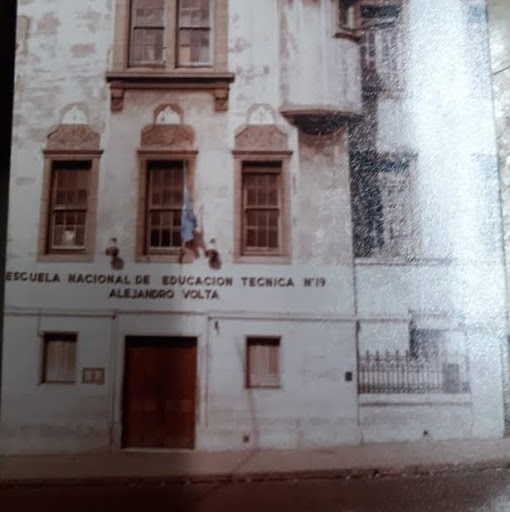 ESCUELA NACIONAL DE EDUCACION TECNICA Nº19
ALEJANDRO VOLTA